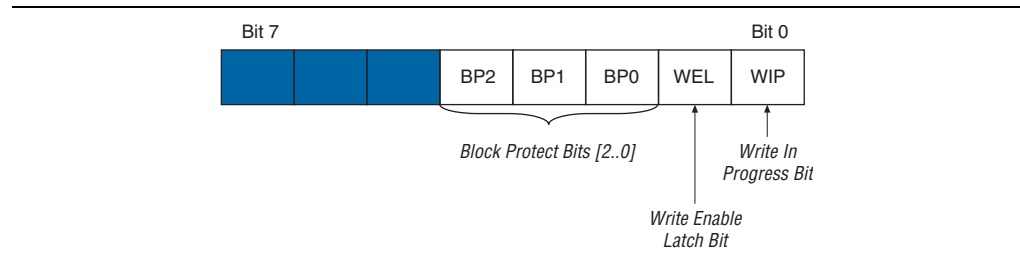 Bit 7 Bit 0
BP2 BP1 BP0 WEL WIP
Block Protect Bits [2..0]
Write In
Progress Bit
Write Enable
Latch Bit